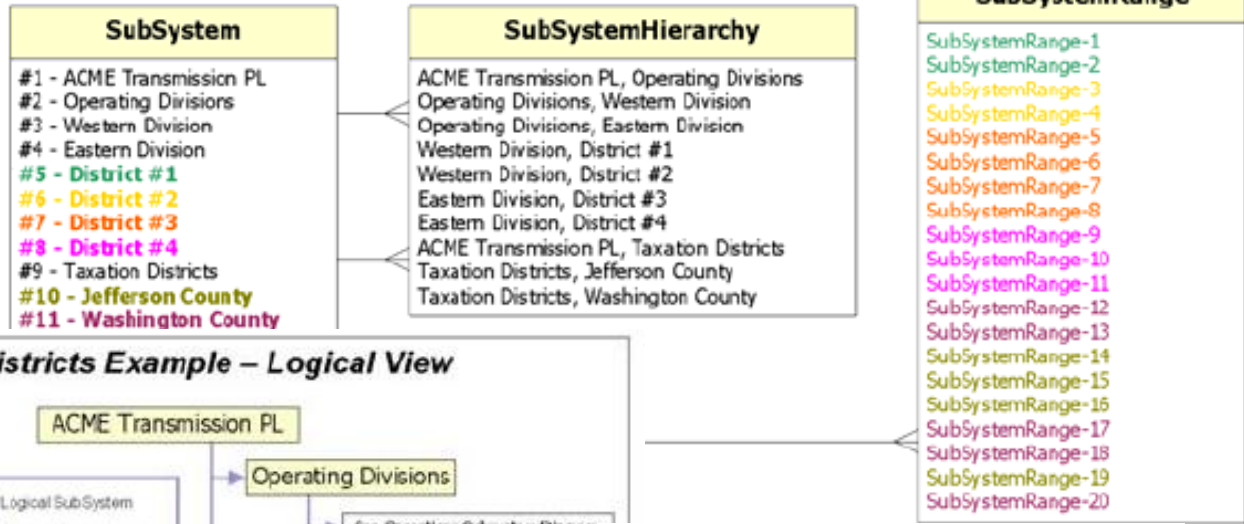 SubSystem
#1 - ACME Transmission PL
#2 - Operating Divisions
#3 - Western Division
#4 - Eastern Division
#5 - District #1
#6 - District #2
#7 - District #3
#8 - District #4
#9 - Taxation Districts
#10 - Jefferson County
#11 - Washington County
SubSystemHierarchy
ACME Transmission PL, Operating Divisions
Operating Divisions, Western Division
Operating Divisions, Eastern Division
Western Division, District #1
Western Division, District #2
Eastern Division, District #3
Eastern Division, District #4
ACME Transmission PL, Taxation Districts
Taxation Districts, Jefferson County
Taxation Districts, Washington County
SubSystemRange
SubSystemRange-1
SubSystemRange-2
SubSystemRange-3
SubSystemRange-4
SubSystemRange-5
SubSystemRange-6
SubSystemRange-7
SubSystemRange-8
SubSystemRange-9
SubSystemRange-10
SubSystemRange-11
SubSystemRange-12
SubSystemRange-13
SubSystemRange-14
SubSystemRange-15
SubSystemRange-16
SubSystemRange-17
SubSystemRange-18
SubSystemRange-19
SubSystemRange-20
istricts Example – Logical View
ACME Transmission PL
Operating Divisions
Logical SubSystem